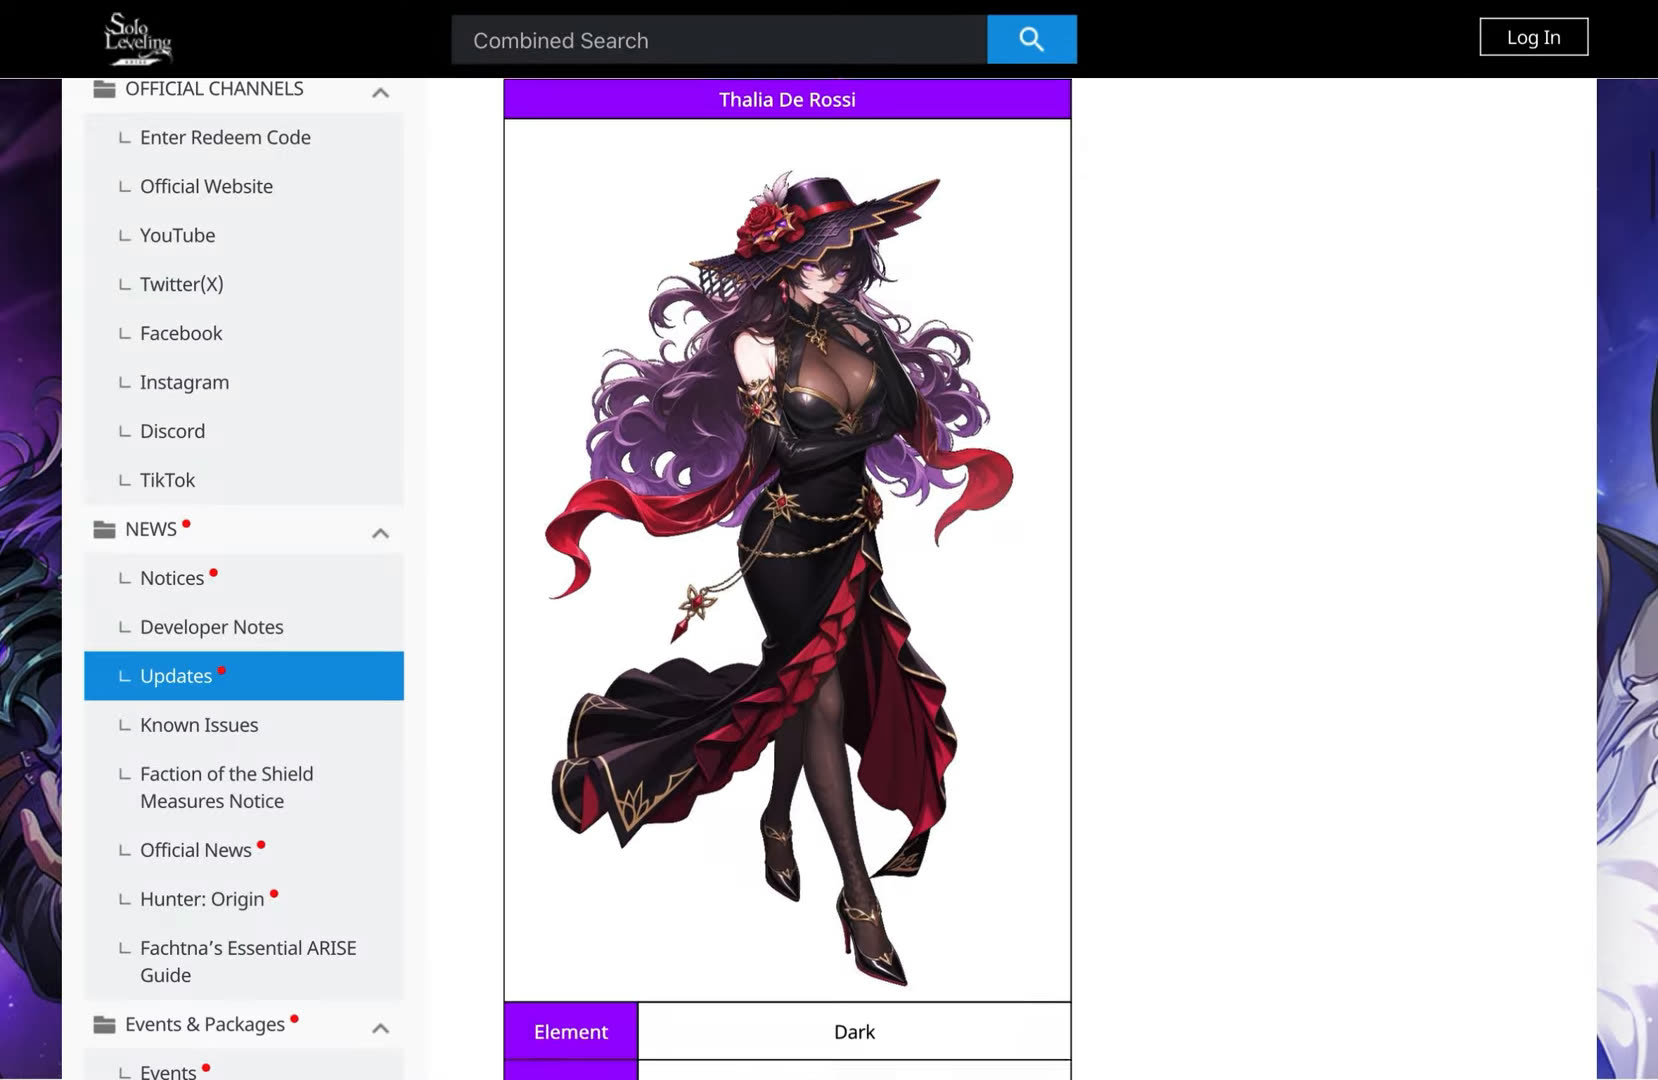 Solo
Leveling
ARISE
Combined Search
Log In
OFFICIAL CHANNELS
Enter Redeem Code
Official Website
YouTube
Twitter(X)
Facebook
Instagram
Discord
TikTok
NEWS
Notices
Developer Notes
Updates
Known Issues
Faction of the Shield
Measures Notice
Official News
Hunter: Origin
Fachtna’s Essential ARISE
Guide
Events & Packages
Events
Thalia De Rossi
Element
Dark